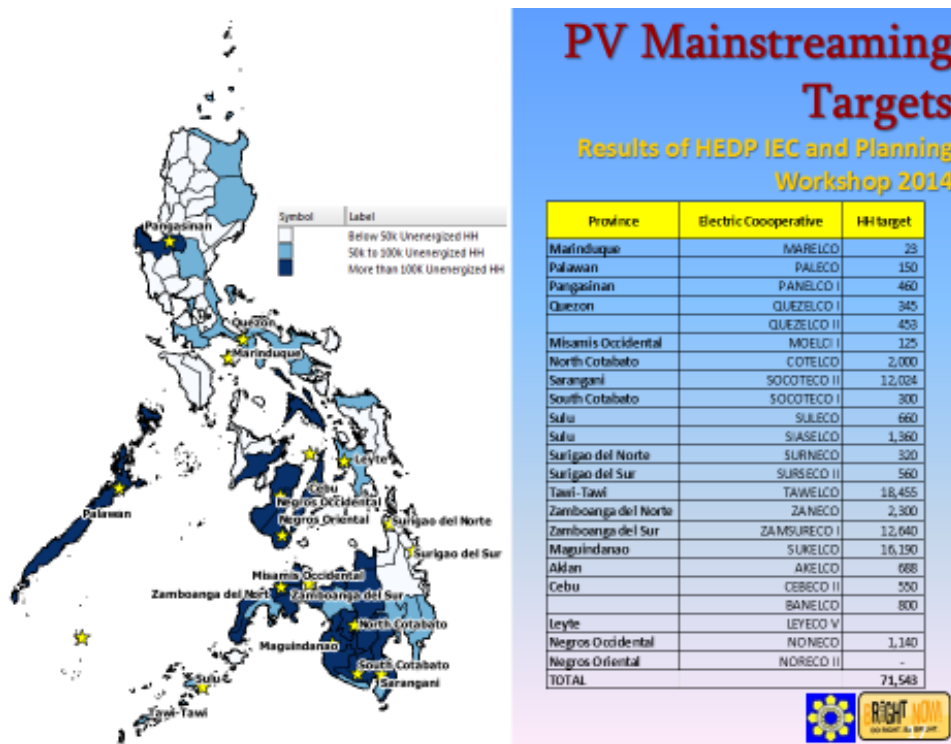 PV Mainstreaming
Targets
Results of HEDP IEC and Planning
Workshop 2014
Symbol Label
Below 50k Unenergized HH
50k to 100k Unenergized HH
More than 100K Unenergized HH
Pangasinan
Quezon
Marinduque
Leyte
Cebu
Negros Occidental
Negros Oriental
Palawan
Surigao del Norte
Surigao del Sur
Misamis Occidental
Zamboanga del Nort
Zamboanga del Sur
North Cotabato
Maguindanao
South Cotabato
Sarangani
Sulu
Tawi-Tawi
Province Electric Coooperative HH target
Marinduque MARELCO 23
Palawan PALECO 150
Pangasinan PANELCO I 460
Quezon QUEZELCO I 345
QUEZELCO II 453
Misamis Occidental MOELCI I 125
North Cotabato COTELCO 2,000
Sarangani SOCOTECO II 12,024
South Cotabato SOCOTECO I 300
Sulu SULECO 660
Sulu SIASELCO 1,360
Surigao del Norte SURNECO 320
Surigao del Sur SURSECO II 560
Tawi-Tawi TAWELCO 18,455
Zamboanga del Norte ZANECO 2,300
Zamboanga del Sur ZAMSURECO I 12,640
Maguindanao SUKELCO 16,190
Aklan AKELCO 688
Cebu CEBECO II 550
BANELCO 800
Leyte LEYECO V
Negros Occidental NONECO 1,140
Negros Oriental NORECO II -
TOTAL 71,543
BRIGHT NOW!